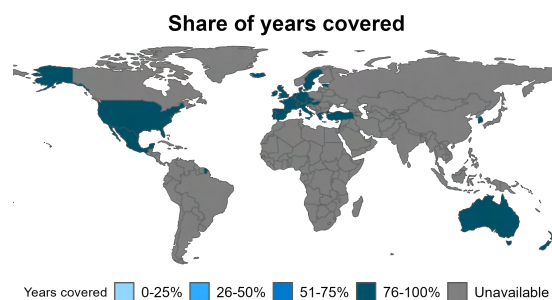 Share of years covered
Years covered 0-25% 26-50% 51-75% 76-100% Unavailable